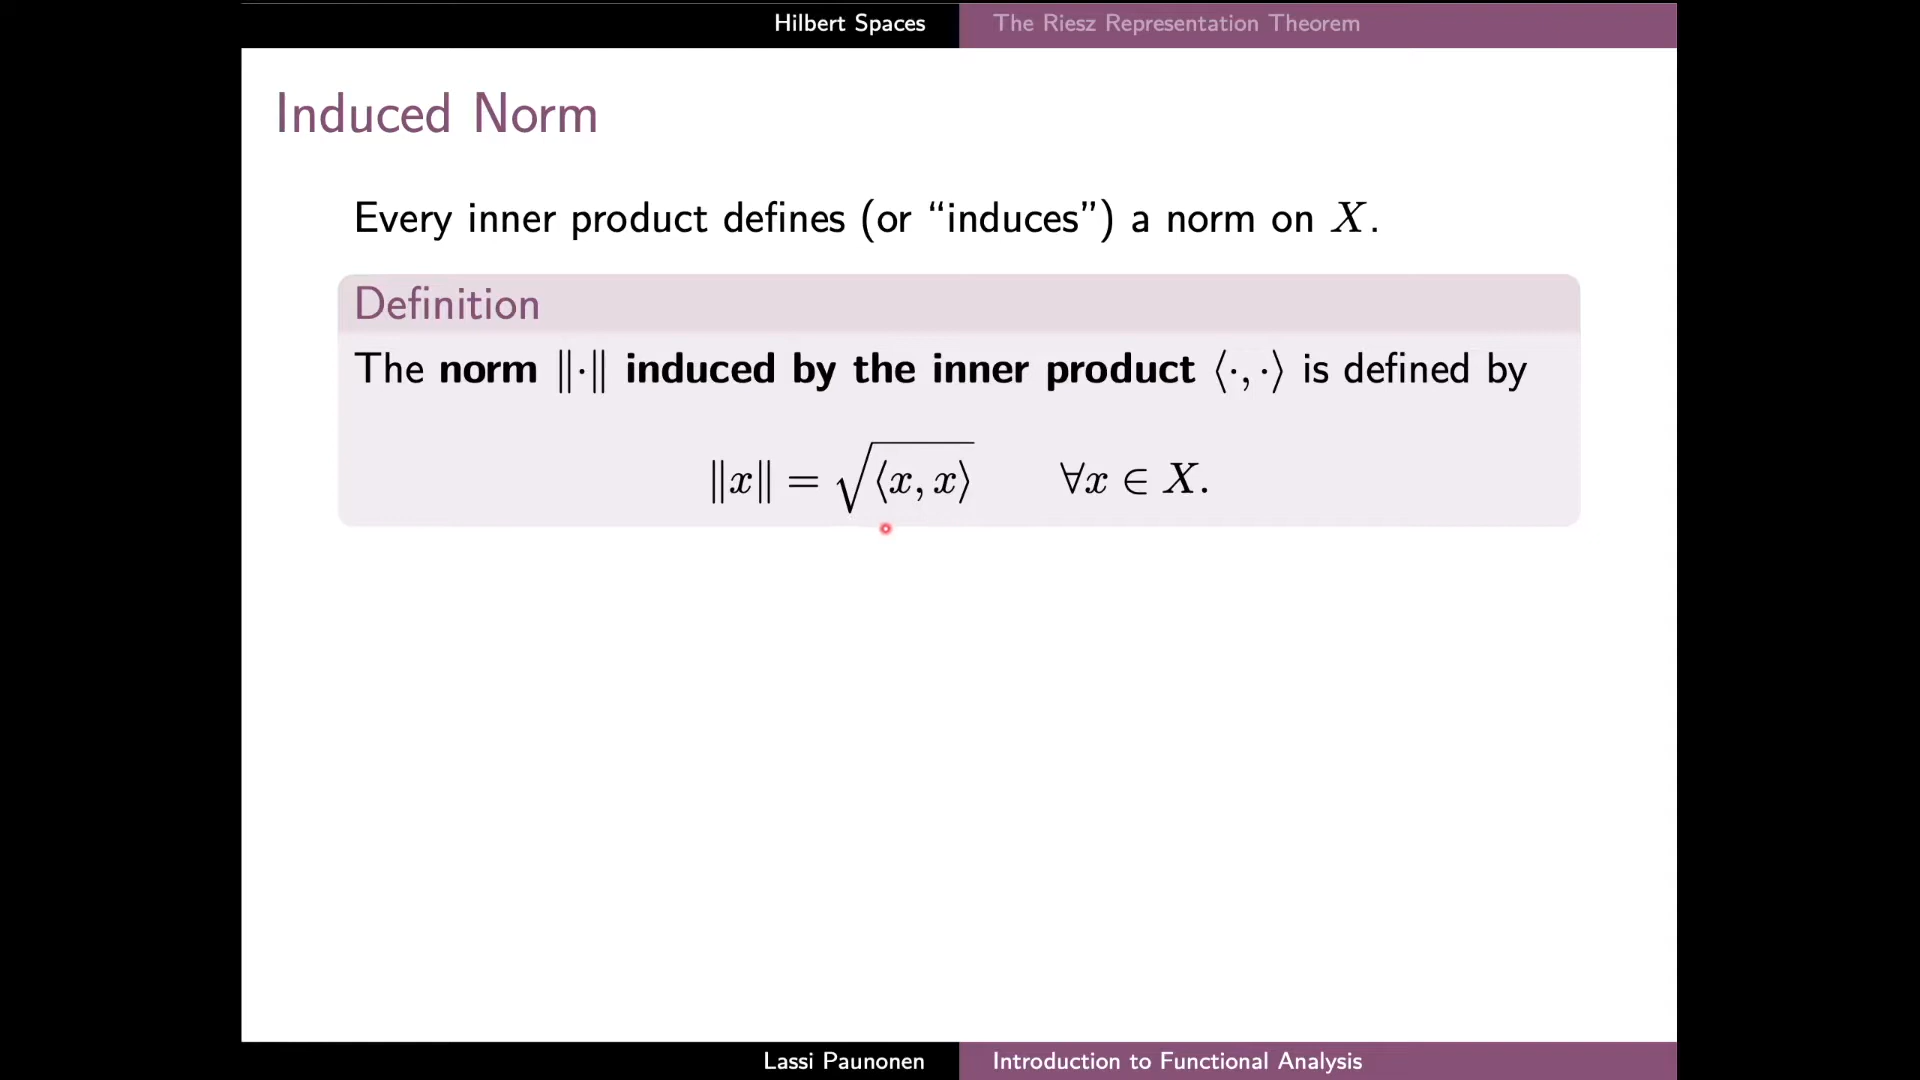 Hilbert Spaces
The Riesz Representation Theorem
Induced Norm
Every inner product defines (or “induces”) a norm on X.
Definition
The norm ‖·‖ induced by the inner product ⟨·, ·⟩ is defined by
‖x‖ = √⟨x, x⟩ ∀x ∈ X.
Lassi Paunonen
Introduction to Functional Analysis